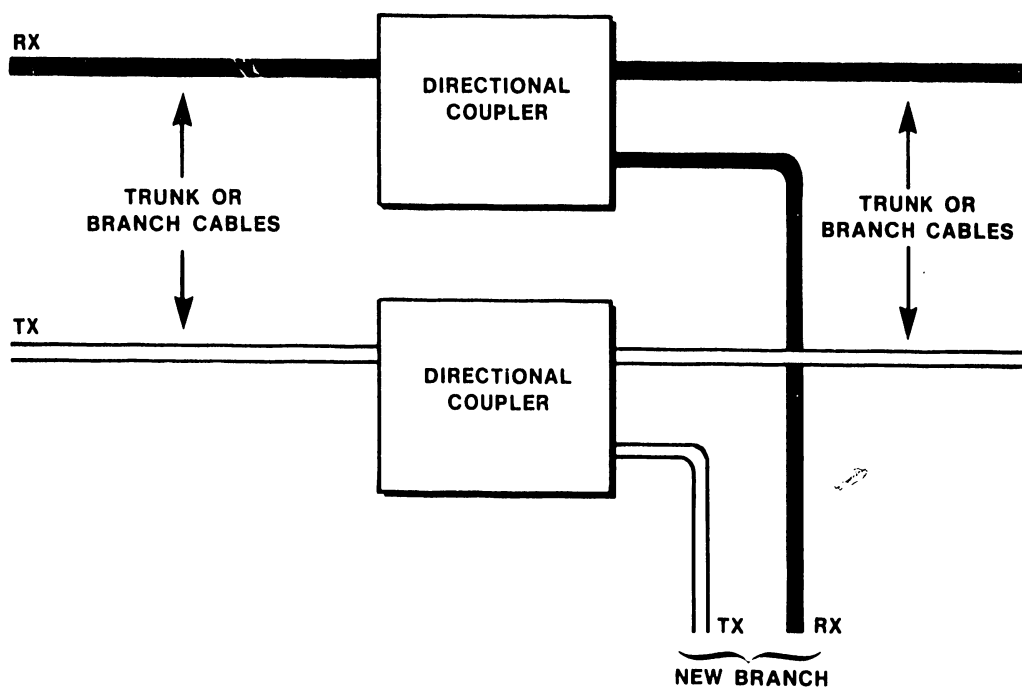 RX
DIRECTIONAL
COUPLER
TRUNK OR
BRANCH CABLES
TRUNK OR
BRANCH CABLES
TX
DIRECTIONAL
COUPLER
TX
RX
NEW BRANCH